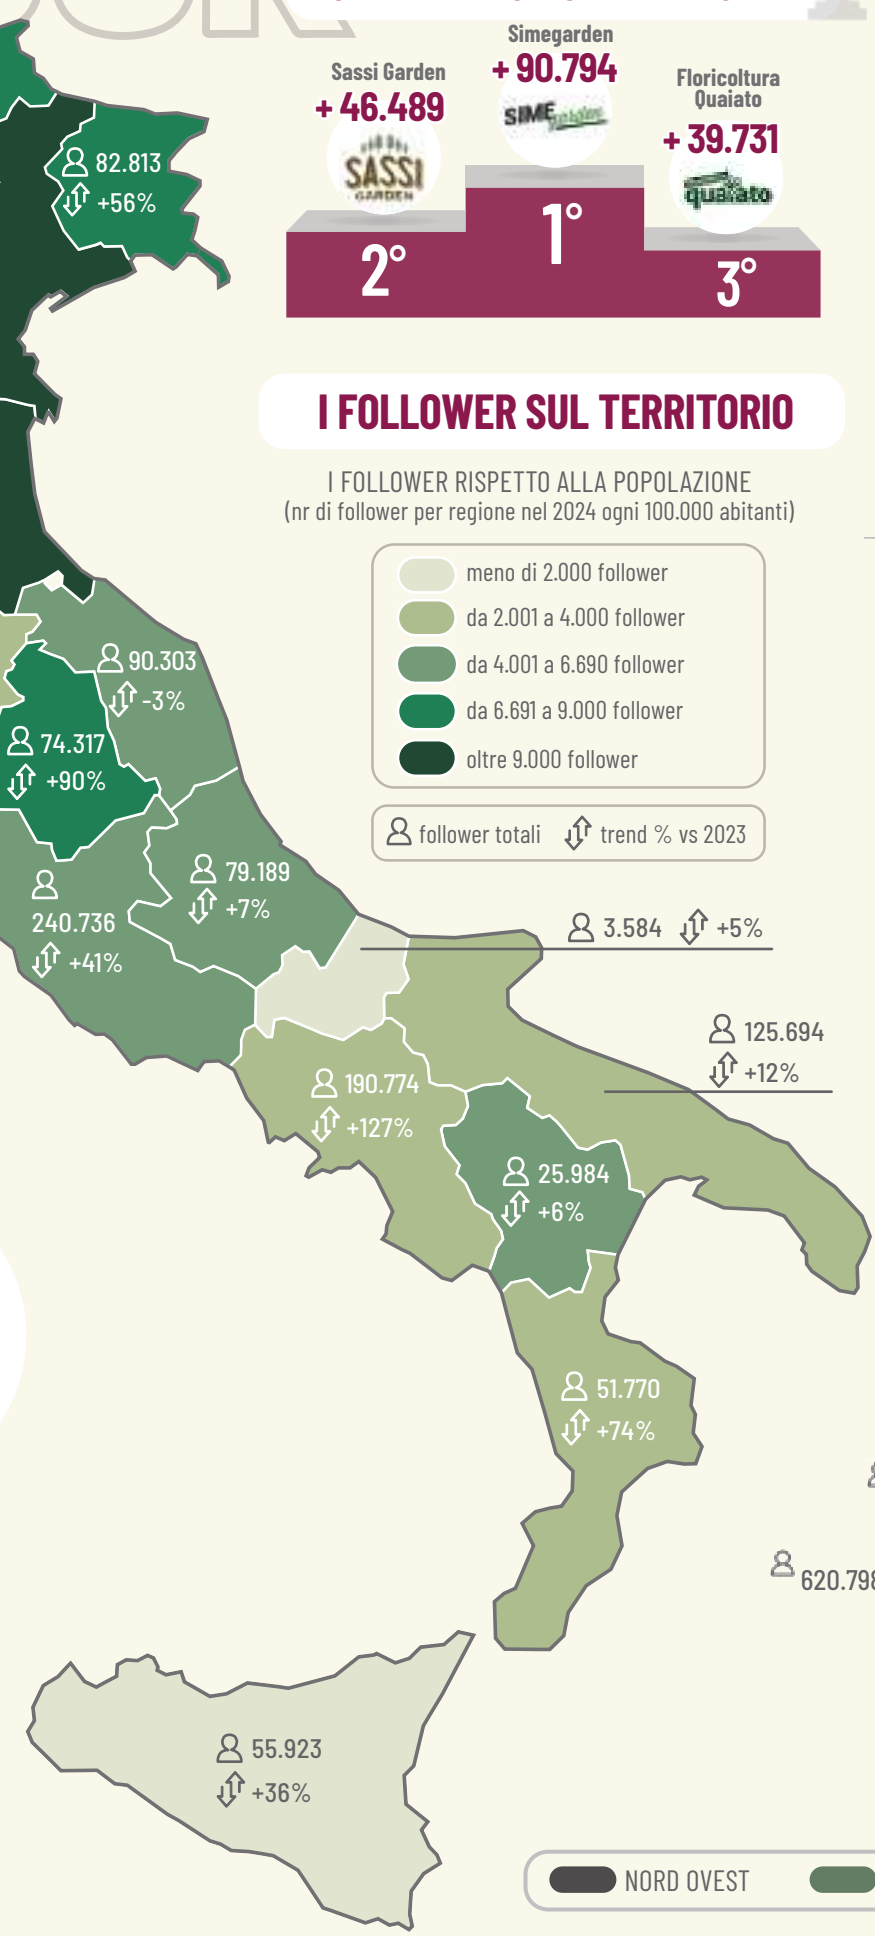 Simegarden
+ 90.794
SIME garden
Sassi Garden
+ 46.489
SASSI
GARDEN
Floricoltura
Quaiato
+ 39.731
quaiato
1°
2°
3°
82.813
+56%
I FOLLOWER SUL TERRITORIO
I FOLLOWER RISPETTO ALLA POPOLAZIONE
(nr di follower per regione nel 2024 ogni 100.000 abitanti)
meno di 2.000 follower
da 2.001 a 4.000 follower
da 4.001 a 6.690 follower
da 6.691 a 9.000 follower
oltre 9.000 follower
follower totali
trend % vs 2023
90.303
-3%
74.317
+90%
79.189
+7%
240.736
+41%
3.584
+5%
125.694
+12%
190.774
+127%
25.984
+6%
51.770
+74%
620.798
55.923
+36%
NORD OVEST